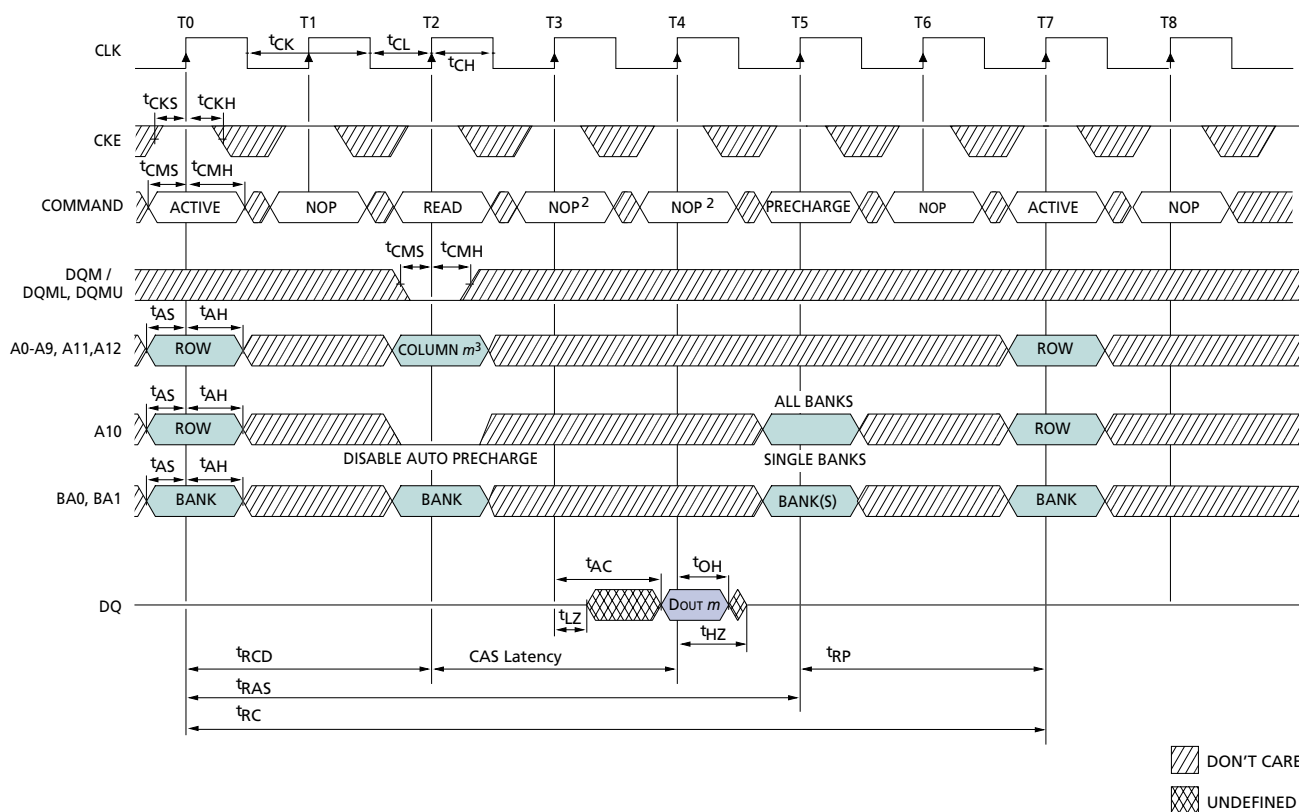 T0 T1 T2 T3 T4 T5 T6 T7 T8
CLK
tCK tCL
tCH
tCKS tCKH
CKE
tCMS tCMH
COMMAND ACTIVE NOP READ NOP 2 NOP 2 PRECHARGE NOP ACTIVE NOP
tCMS tCMH
DQM /
DQML, DQMU
tAS tAH
A0-A9, A11,A12 ROW COLUMN m3 ROW
tAS tAH
ALL BANKS
A10 ROW ROW
DISABLE AUTO PRECHARGE SINGLE BANKS
tAS tAH
BA0, BA1 BANK BANK BANK(S) BANK
tAC tOH
DQ DOUT m
tLZ
tHZ
tRCD CAS Latency tRP
tRAS
tRC
DON'T CARE
UNDEFINED